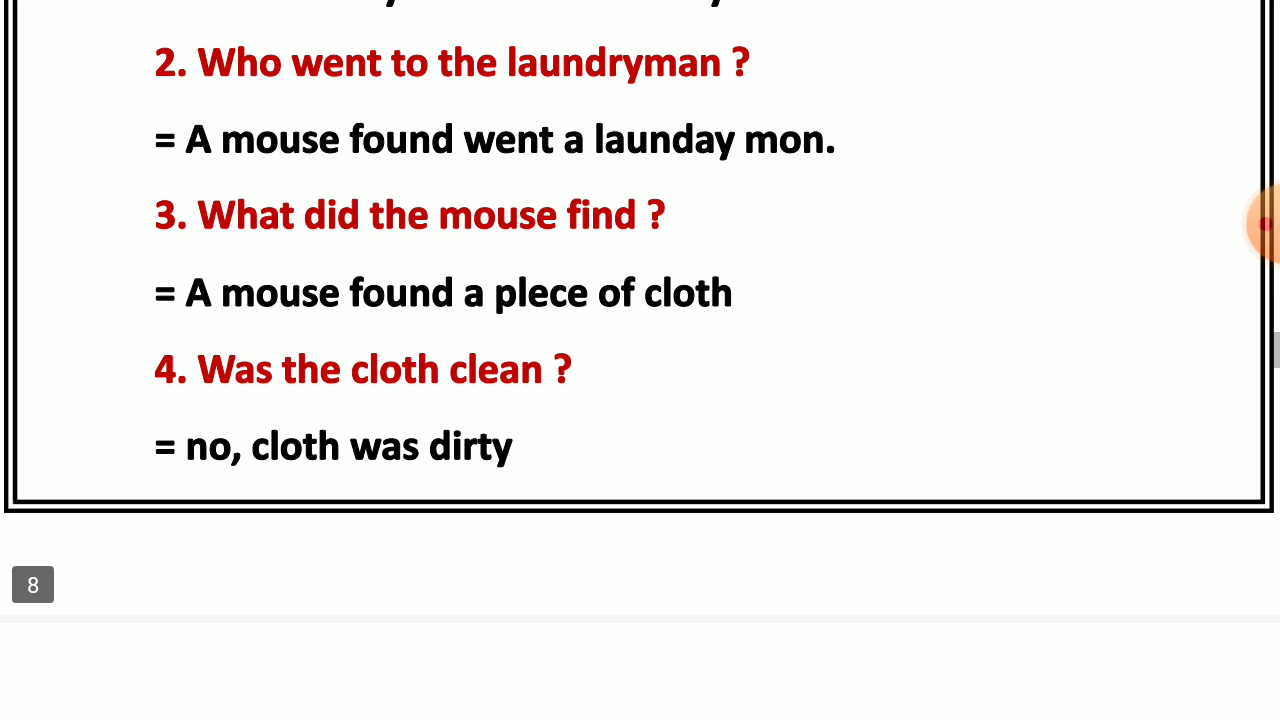 2. Who went to the laundryman ?
= A mouse found went a launday mon.
3. What did the mouse find ?
= A mouse found a plece of cloth
4. Was the cloth clean ?
= no, cloth was dirty
8